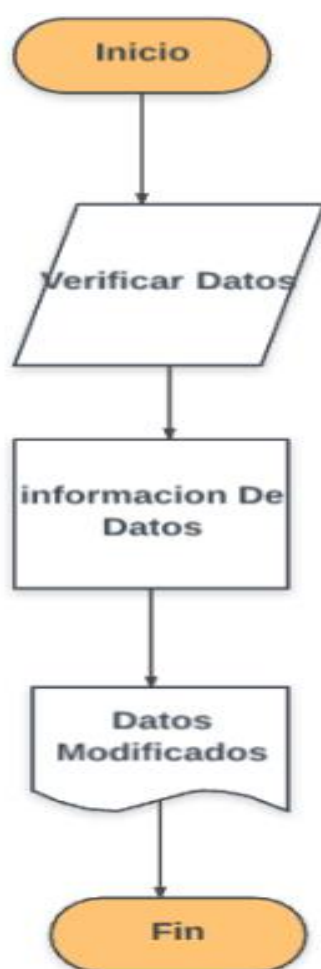 Inicio
Verificar Datos
informacion De
Datos
Datos
Modificados
Fin